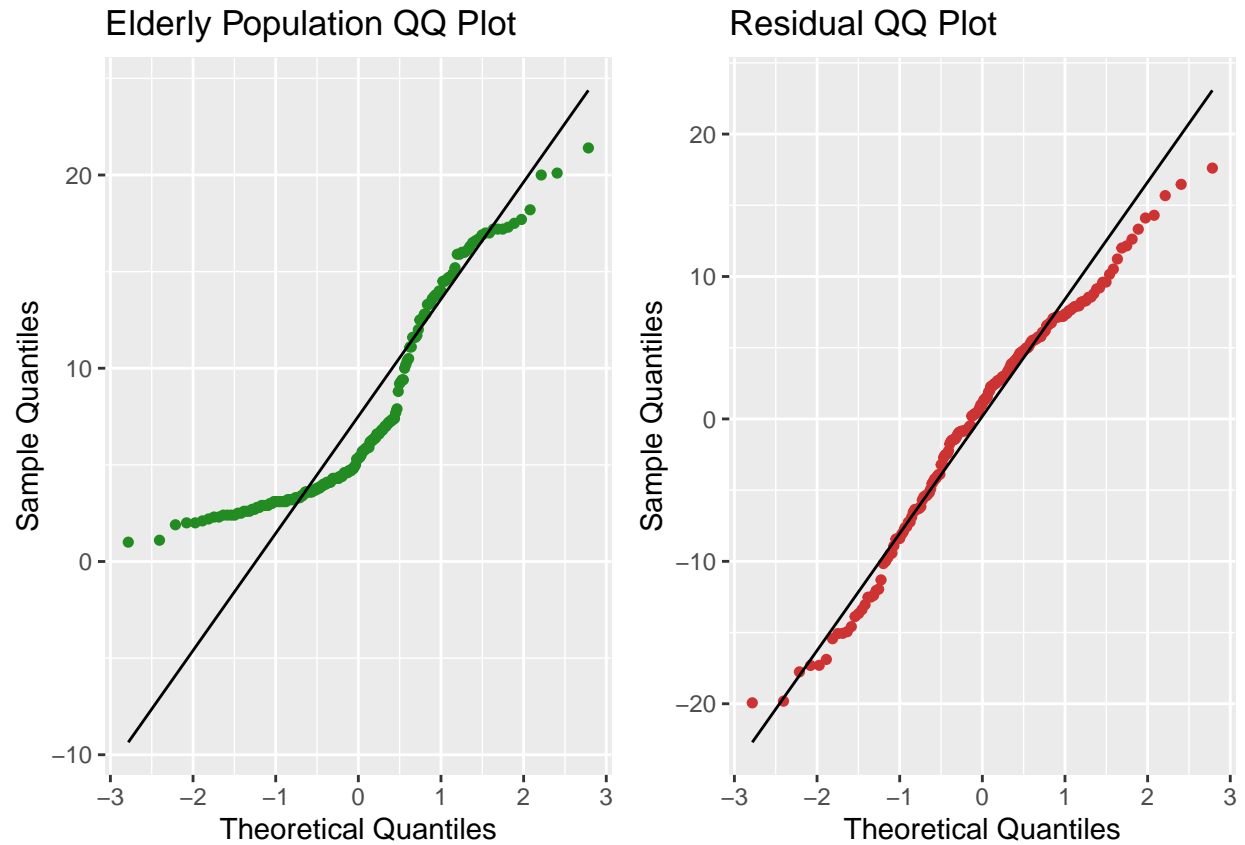 Elderly Population QQ Plot
Sample Quantiles
20
10
0
−10
−3 −2 −1 0 1 2 3
Theoretical Quantiles
Residual QQ Plot
Sample Quantiles
20
10
0
−10
−20
−3 −2 −1 0 1 2 3
Theoretical Quantiles